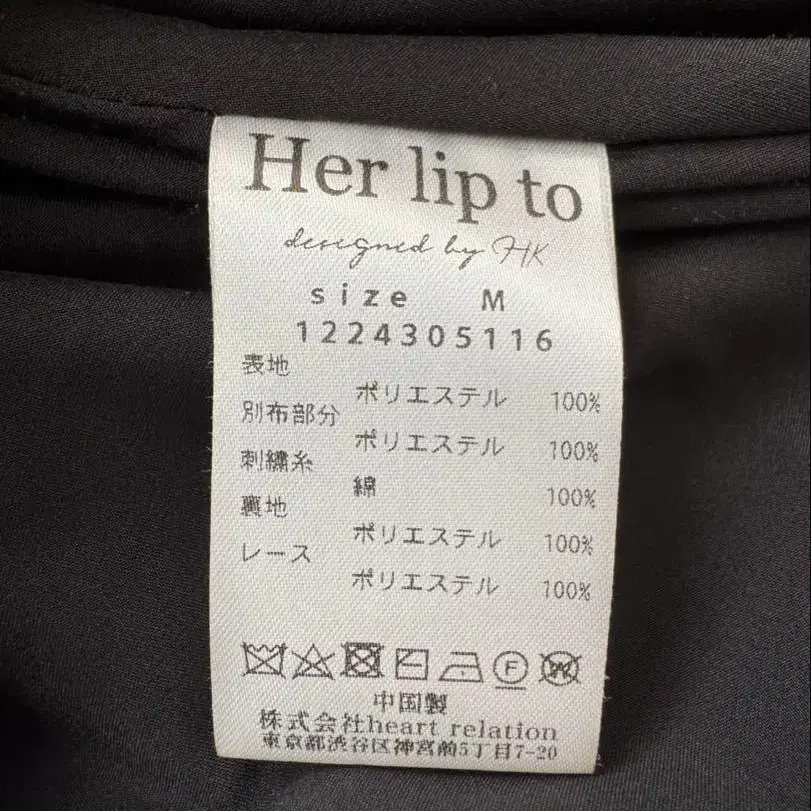 Her lip to
designed by HK
size M
1224305116
表地
ポリエステル 100%
別布部分
ポリエステル 100%
刺繍糸
綿 100%
裏地
ポリエステル 100%
レース
ポリエステル 100%
F W
中国製
株式会社heart relation
東京都渋谷区神宮前5丁目7-20